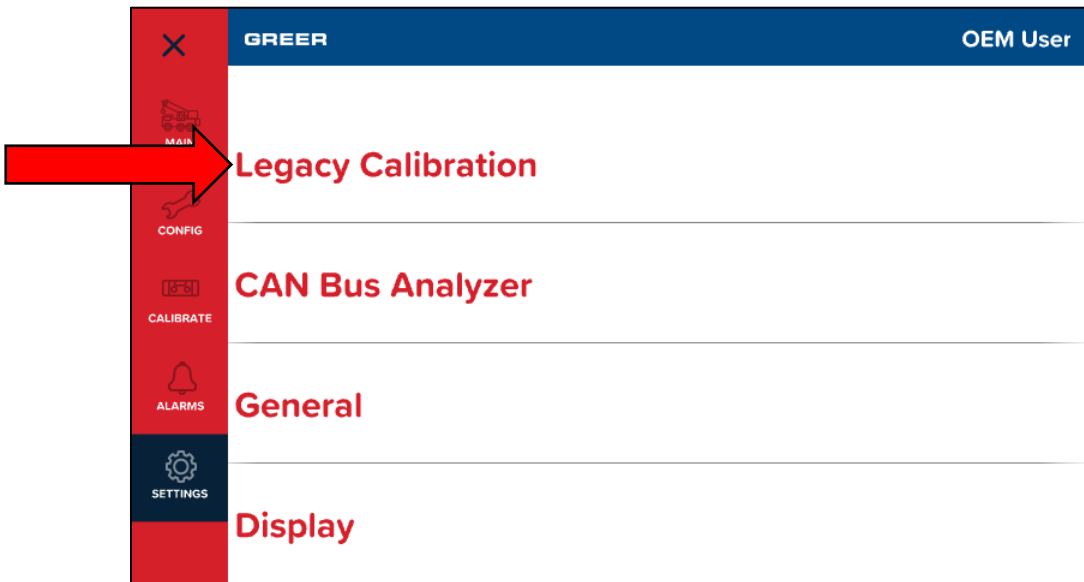 GREER
OEM User
MAIN
Legacy Calibration
CONFIG
CAN Bus Analyzer
CALIBRATE
General
ALARMS
SETTINGS
Display